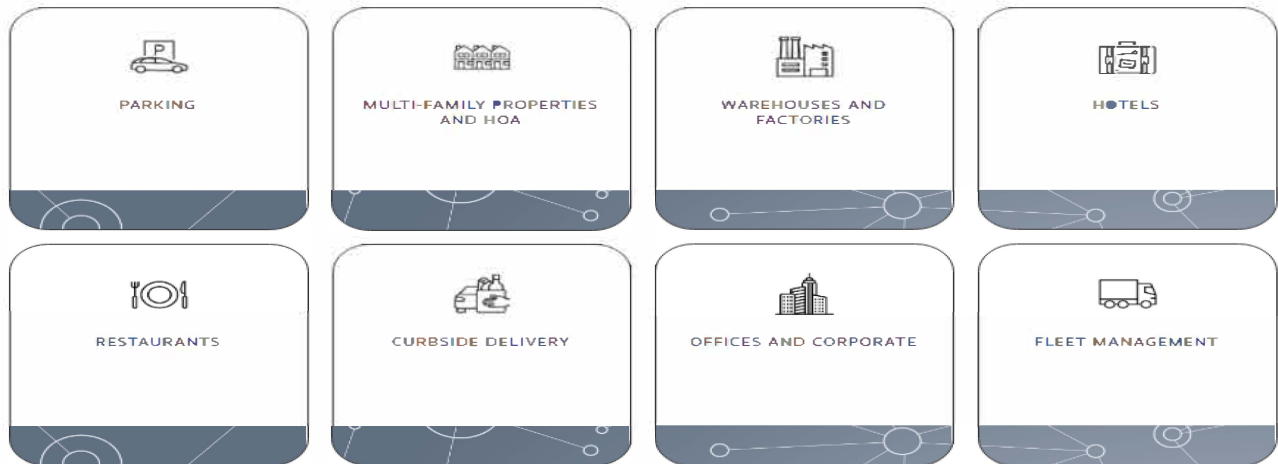 P
PARKING
MULTI-FAMILY PROPERTIES
AND HOA
WAREHOUSES AND
FACTORIES
HOTELS
RESTAURANTS
CURBSIDE DELIVERY
OFFICES AND CORPORATE
FLEET MANAGEMENT